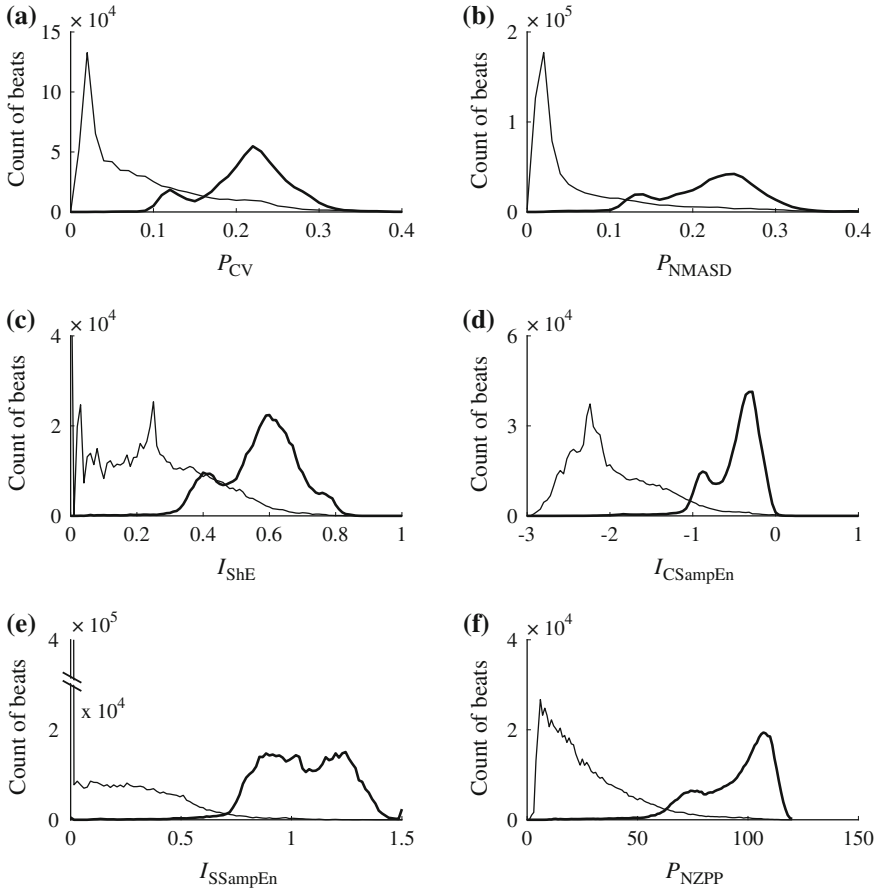 (a) × 10⁴ (b) × 10⁵
15 2
10
5 1
0 0
Count of beats Count of beats
0 0.1 0.2 0.3 0.4 0 0.1 0.2 0.3 0.4
P_CV P_NMASD
(c) × 10⁴ (d) × 10⁴
4 6
2 3
0 0
Count of beats Count of beats
0 0.2 0.4 0.6 0.8 1 -3 -2 -1 0 1
I_ShE I_CSampEn
(e) × 10⁵ (f) × 10⁴
4 4
x 10⁴
2 2
0 0
Count of beats Count of beats
0 0.5 1 1.5 0 50 100 150
I_SSampEn P_NZPP